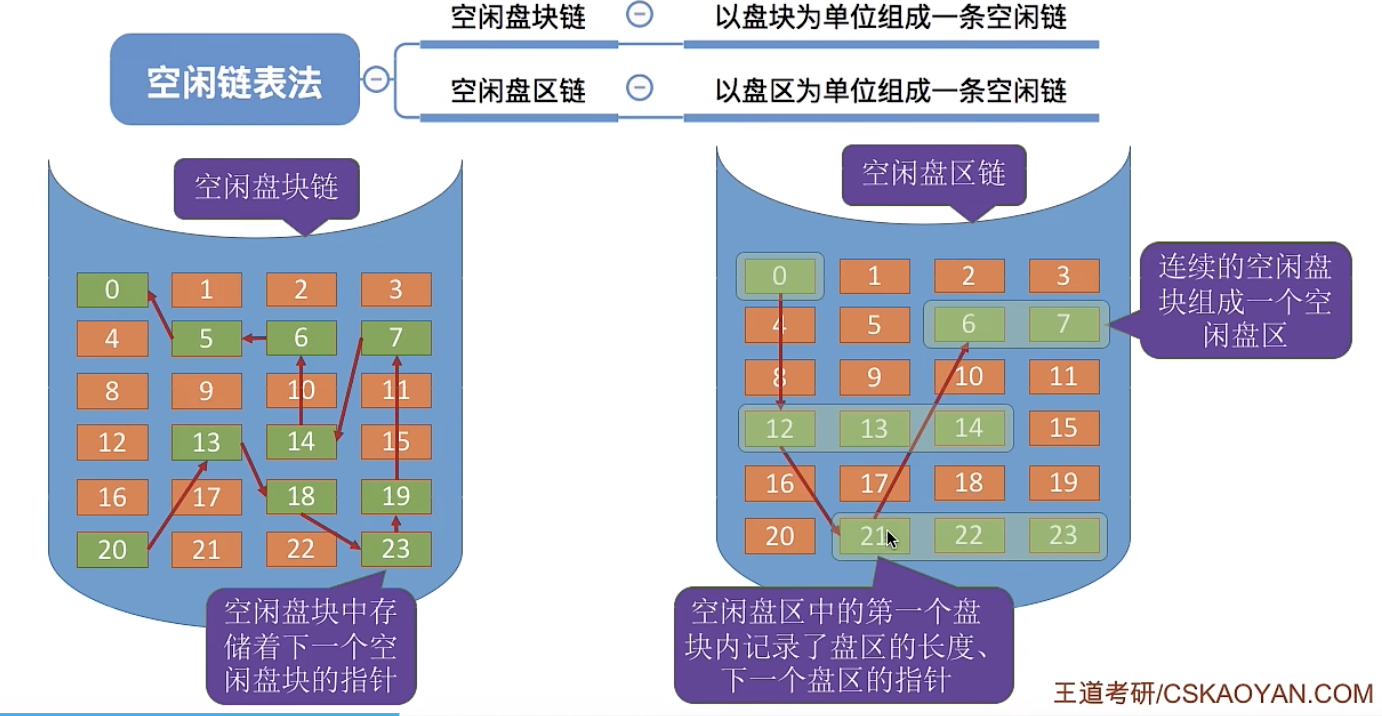 空闲链表法
空闲盘块链
以盘块为单位组成一条空闲链
空闲盘区链
以盘区为单位组成一条空闲链
空闲盘块链
0 1 2 3
4 5 6 7
8 9 10 11
12 13 14 15
16 17 18 19
20 21 22 23
空闲盘块中存
储着下一个空
闲盘块的指针
空闲盘区链
0 1 2 3
4 5 6 7
8 9 10 11
12 13 14 15
16 17 18 19
20 21 22 23
连续的空闲盘
块组成一个空
闲盘区
空闲盘区中的第一个盘
块内记录了盘区的长度、
下一个盘区的指针
王道考研/CSKAOYAN.COM